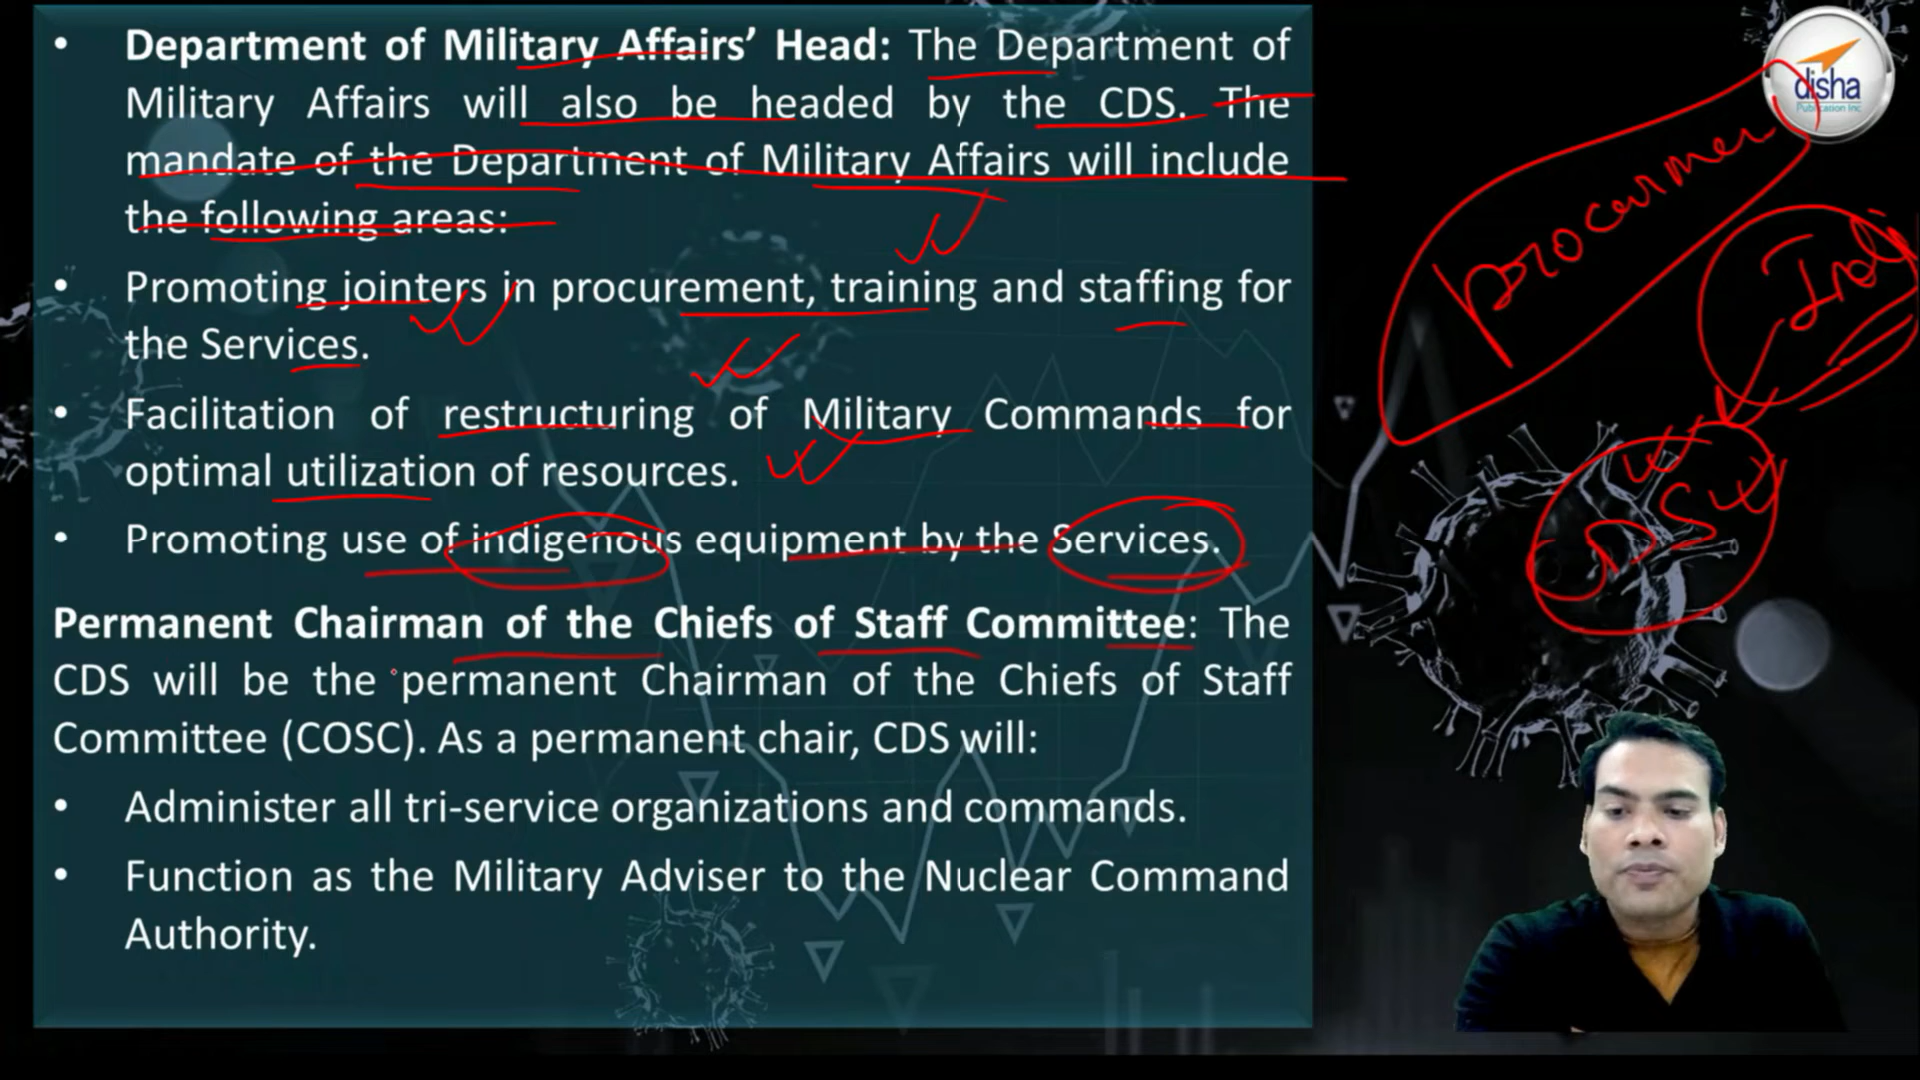 • Department of Military Affairs’ Head: The Department of
Military Affairs will also be headed by the CDS. The
mandate of the Department of Military Affairs will include
the following areas:
• Promoting jointers in procurement, training and staffing for
the Services.
• Facilitation of restructuring of Military Commands for
optimal utilization of resources.
• Promoting use of indigenous equipment by the Services.
Permanent Chairman of the Chiefs of Staff Committee: The
CDS will be the permanent Chairman of the Chiefs of Staff
Committee (COSC). As a permanent chair, CDS will:
• Administer all tri-service organizations and commands.
• Function as the Military Adviser to the Nuclear Command
Authority.
disha
Publication Inc